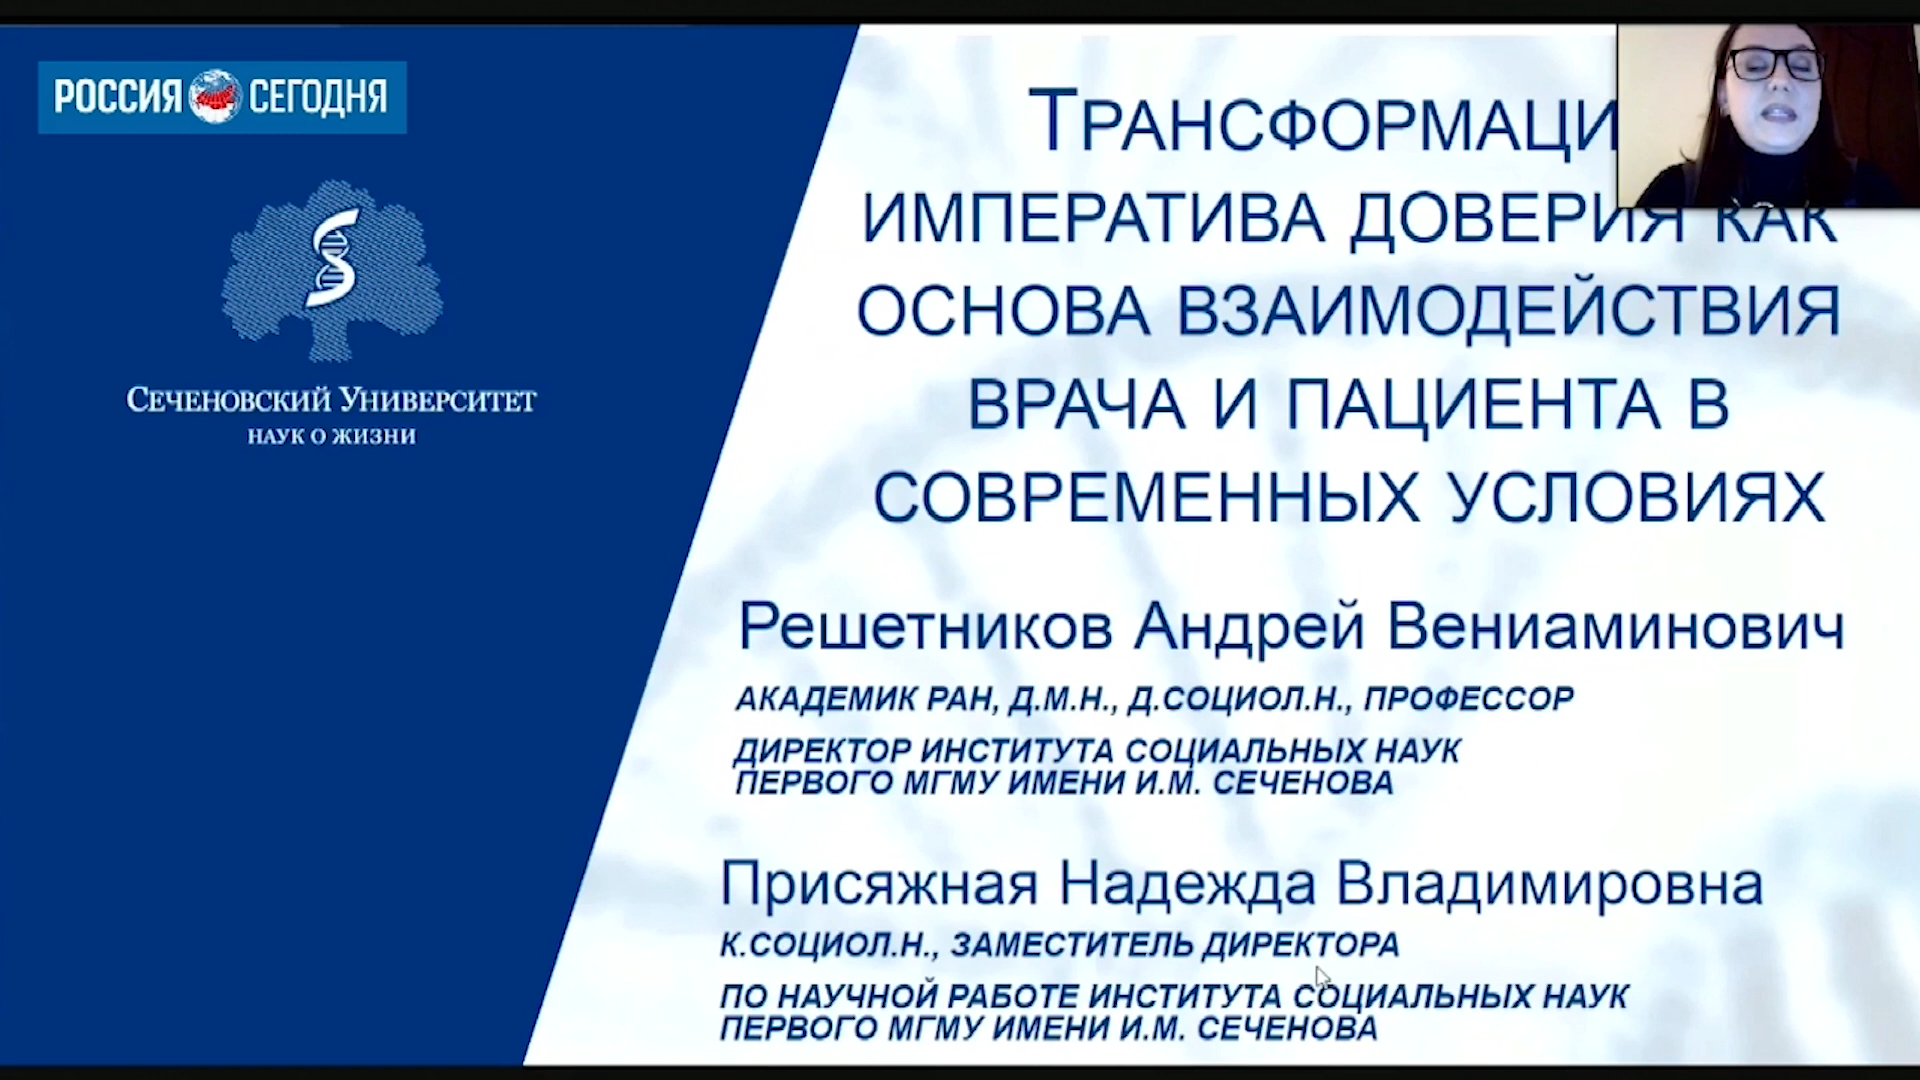 РОССИЯ СЕГОДНЯ
СЕЧЕНОВСКИЙ УНИВЕРСИТЕТ
НАУК О ЖИЗНИ
ТРАНСФОРМАЦИ
ИМПЕРАТИВА ДОВЕРИЯ КАК
ОСНОВА ВЗАИМОДЕЙСТВИЯ
ВРАЧА И ПАЦИЕНТА В
СОВРЕМЕННЫХ УСЛОВИЯХ
Решетников Андрей Вениаминович
АКАДЕМИК РАН, Д.М.Н., Д.СОЦИОЛ.Н., ПРОФЕССОР
ДИРЕКТОР ИНСТИТУТА СОЦИАЛЬНЫХ НАУК
ПЕРВОГО МГМУ ИМЕНИ И.М. СЕЧЕНОВА
Присяжная Надежда Владимировна
К.СОЦИОЛ.Н., ЗАМЕСТИТЕЛЬ ДИРЕКТОРА
ПО НАУЧНОЙ РАБОТЕ ИНСТИТУТА СОЦИАЛЬНЫХ НАУК
ПЕРВОГО МГМУ ИМЕНИ И.М. СЕЧЕНОВА